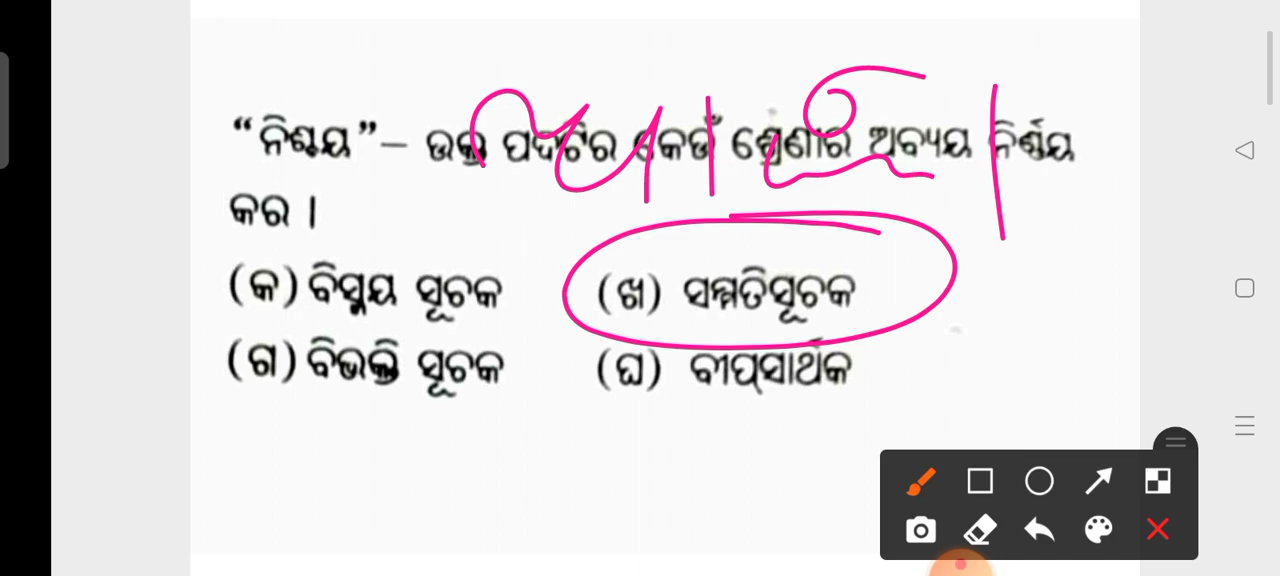 “ନିଶ୍ଚୟ”– ଉକ୍ତ ପଦଟିର କେଉଁ ଶ୍ରେଣୀର ଅବ୍ୟୟ ନିର୍ଣ୍ଣୟ
କର ।
(କ) ବିସ୍ମୟ ସୂଚକ (ଖ) ସମ୍ମତିସୂଚକ
(ଗ) ବିଭକ୍ତି ସୂଚକ (ଘ) ବୀପ୍‌ସାର୍ଥକ